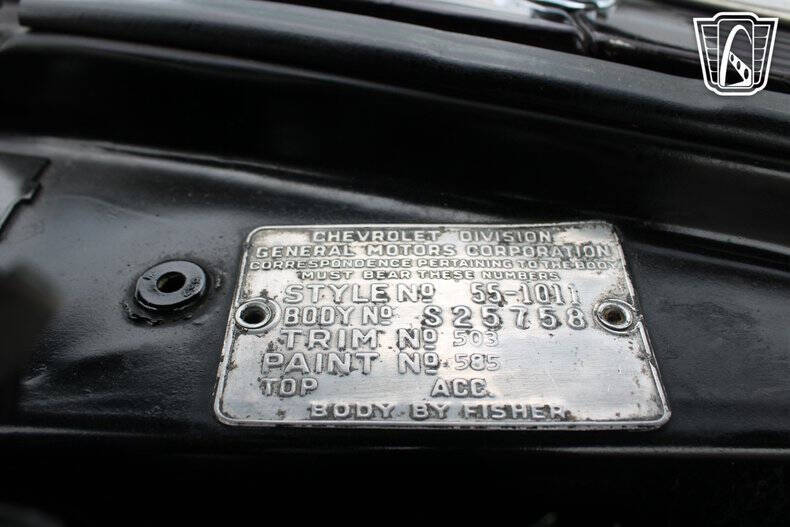 CHEVROLET DIVISION
GENERAL MOTORS CORPORATION
CORRESPONDENCE PERTAINING TO THE BODY
MUST BEAR THESE NUMBERS
STYLE Nº 55-1011
BODY Nº S25758
TRIM Nº 503
PAINT Nº 585
TOP ACC.
BODY BY FISHER